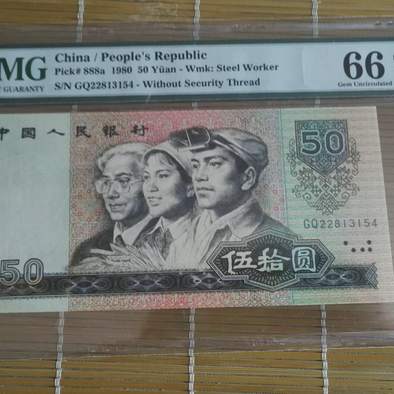 MG China / People's Republic
Pick# 888a 1980 50 Yüan - Wmk: Steel Worker
GUARANTY S/N GQ22813154 - Without Security Thread
66
Gem Uncirculated
中国人民银行
50
GQ22813154
50
伍拾圆